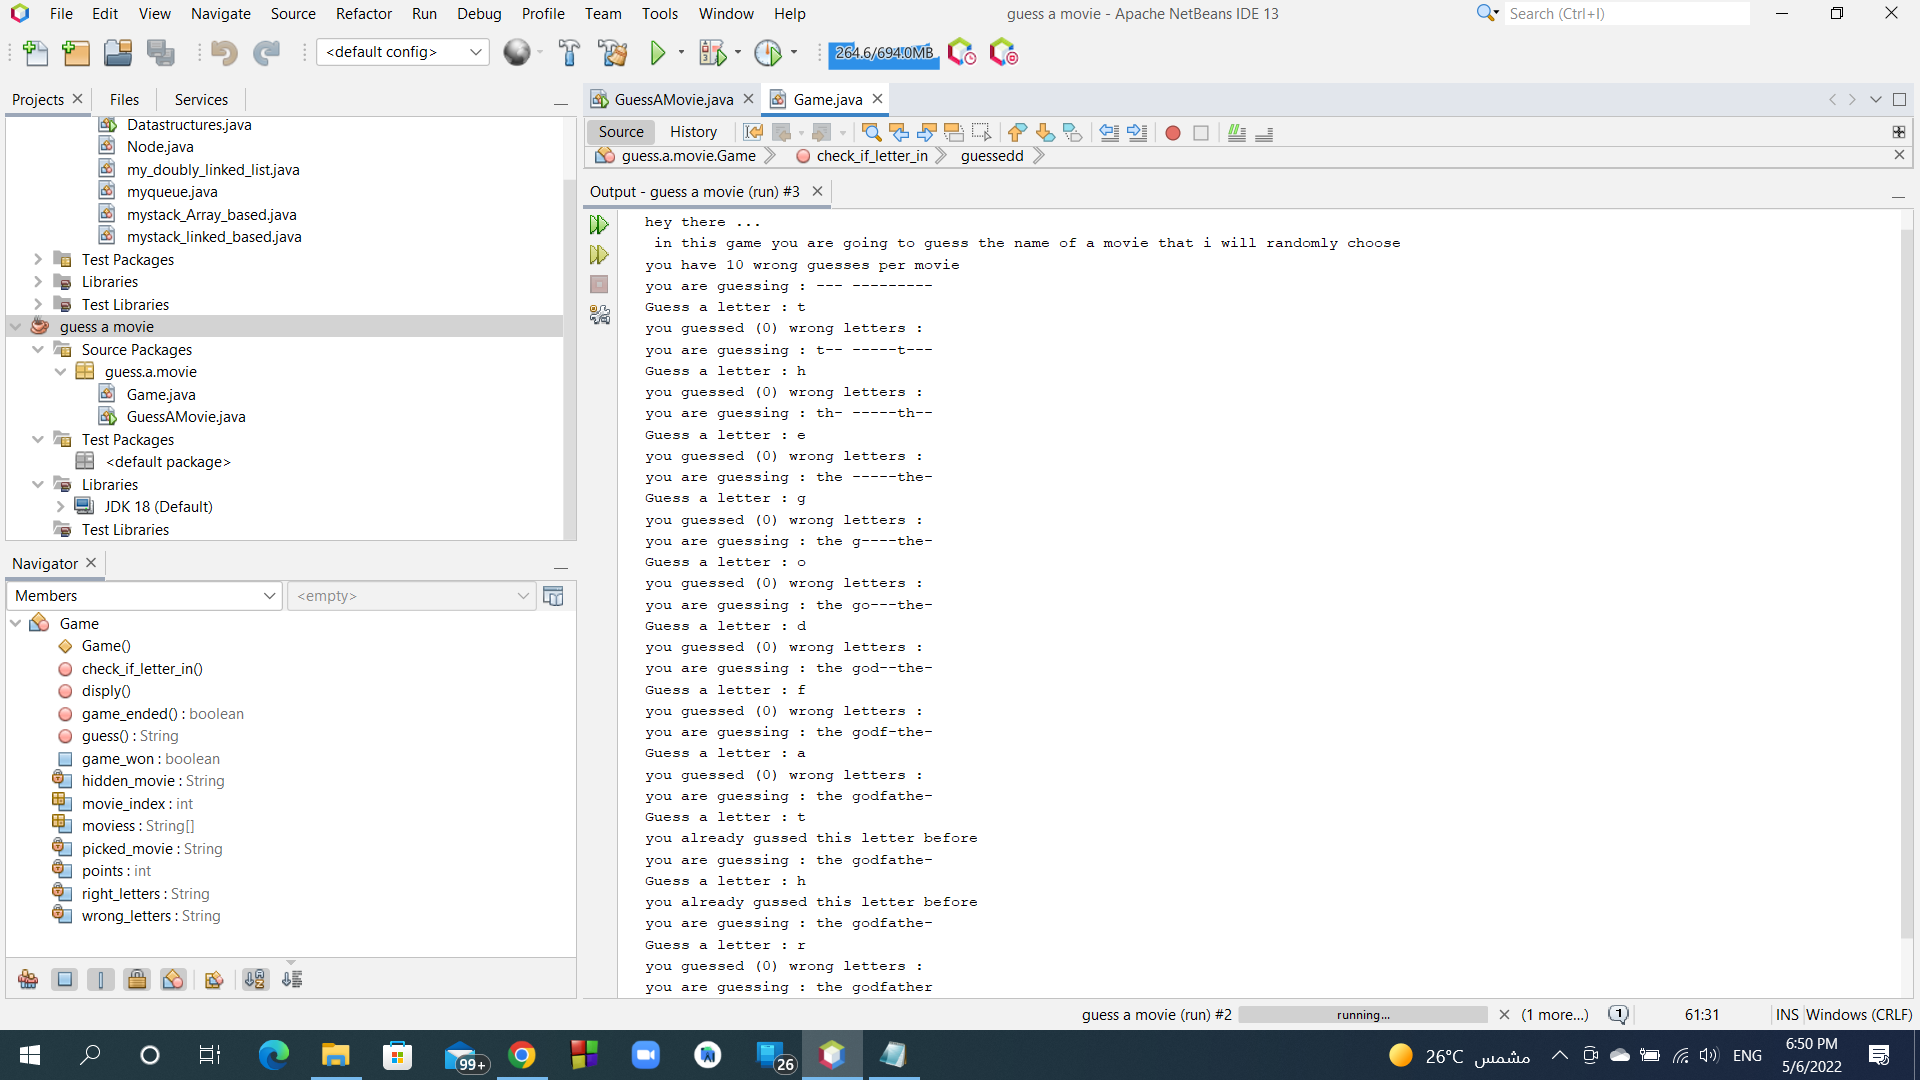 File Edit View Navigate Source Refactor Run Debug Profile Team Tools Window Help
guess a movie - Apache NetBeans IDE 13
Search (Ctrl+I)
<default config>
264.6/694.0MB
Projects Files Services
Datastructures.java
Node.java
my_doubly_linked_list.java
myqueue.java
mystack_Array_based.java
mystack_linked_based.java
Test Packages
Libraries
Test Libraries
guess a movie
Source Packages
guess.a.movie
Game.java
GuessAMovie.java
Test Packages
<default package>
Libraries
JDK 18 (Default)
Test Libraries
Navigator
Members
<empty>
Game
Game()
check_if_letter_in()
disply()
game_ended() : boolean
guess() : String
game_won : boolean
hidden_movie : String
movie_index : int
moviess : String[]
picked_movie : String
points : int
right_letters : String
wrong_letters : String
GuessAMovie.java Game.java
Source History
guess.a.movie.Game check_if_letter_in guessedd
Output - guess a movie (run) #3
hey there ...
in this game you are going to guess the name of a movie that i will randomly choose
you have 10 wrong guesses per movie
you are guessing : --- ---------
Guess a letter : t
you guessed (0) wrong letters :
you are guessing : t-- -----t---
Guess a letter : h
you guessed (0) wrong letters :
you are guessing : th- -----th--
Guess a letter : e
you guessed (0) wrong letters :
you are guessing : the -----the-
Guess a letter : g
you guessed (0) wrong letters :
you are guessing : the g----the-
Guess a letter : o
you guessed (0) wrong letters :
you are guessing : the go---the-
Guess a letter : d
you guessed (0) wrong letters :
you are guessing : the god--the-
Guess a letter : f
you guessed (0) wrong letters :
you are guessing : the godf-the-
Guess a letter : a
you guessed (0) wrong letters :
you are guessing : the godfathe-
Guess a letter : t
you already gussed this letter before
you are guessing : the godfathe-
Guess a letter : h
you already gussed this letter before
you are guessing : the godfathe-
Guess a letter : r
you guessed (0) wrong letters :
you are guessing : the godfather
guess a movie (run) #2 running... (1 more...) 1 61:31 INS Windows (CRLF)
99+
26
26°C مشمس
ENG
6:50 PM
5/6/2022